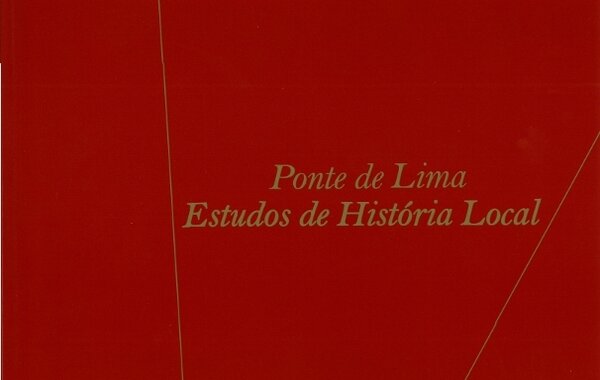 Ponte de Lima
Estudos de História Local